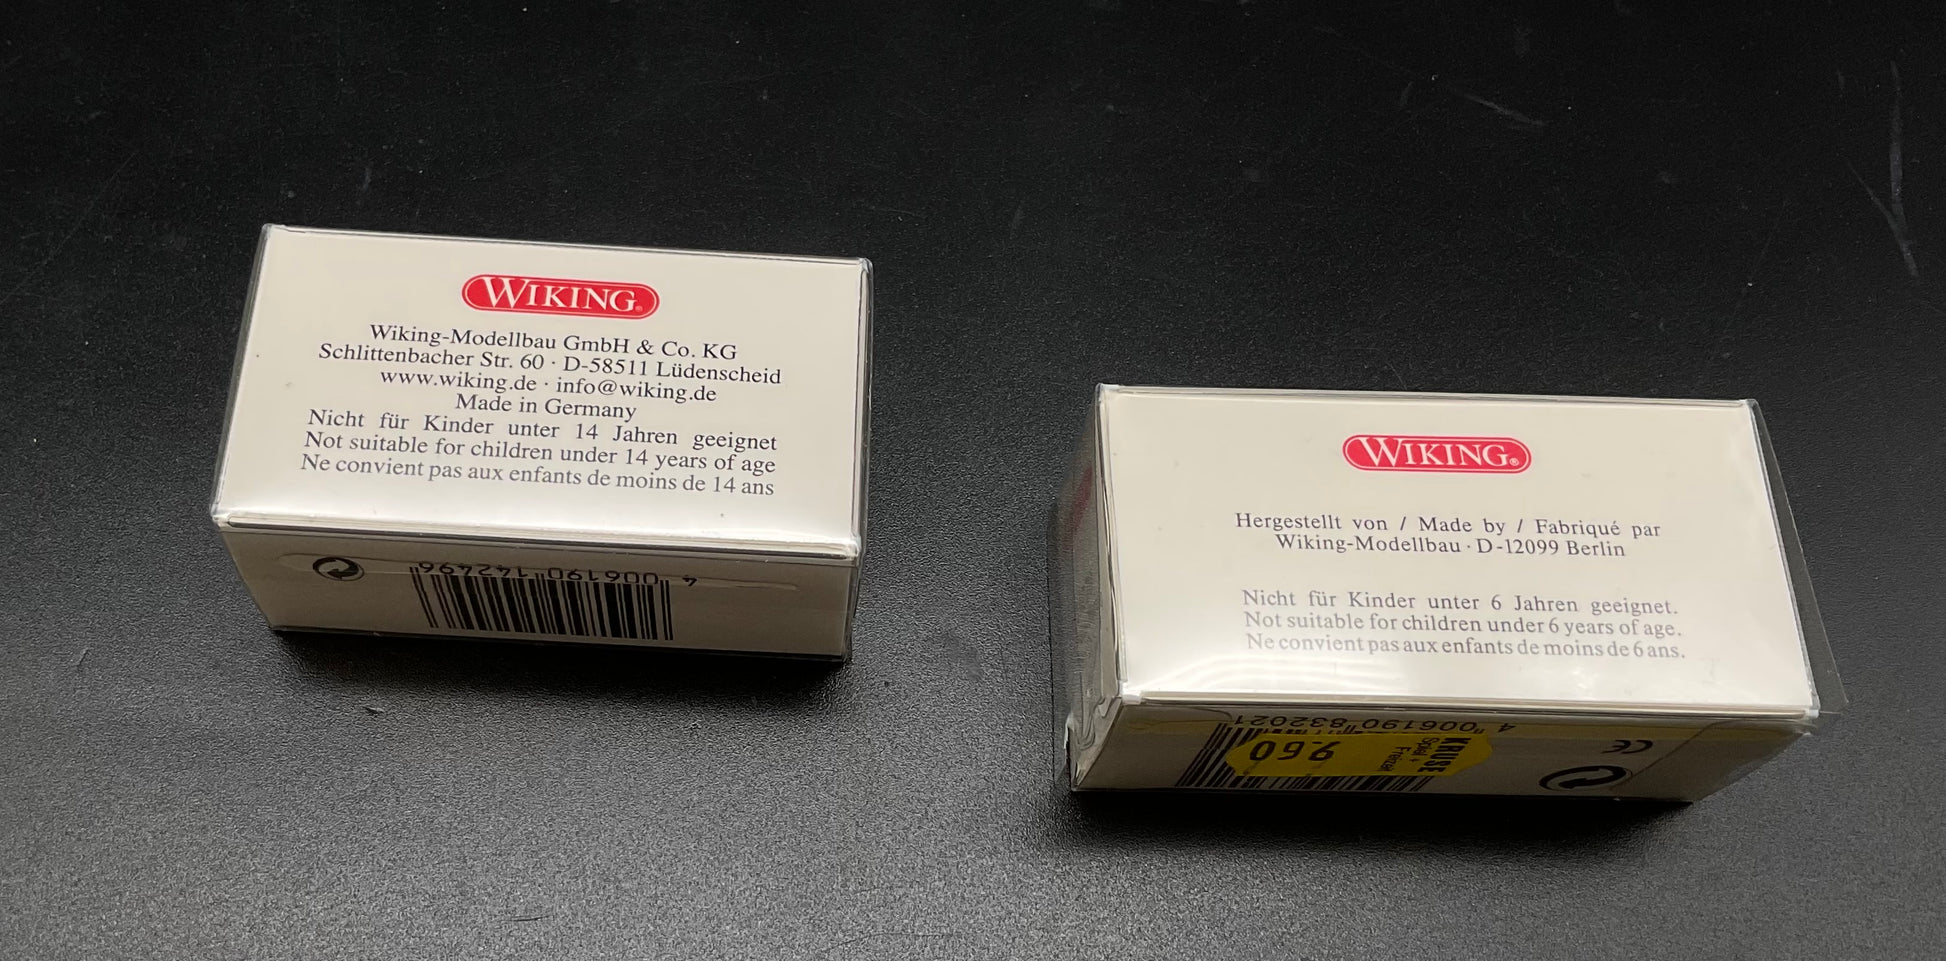 WIKING®
Wiking-Modellbau GmbH & Co. KG
Schlittenbacher Str. 60 · D-58511 Lüdenscheid
www.wiking.de · info@wiking.de
Made in Germany
Nicht für Kinder unter 14 Jahren geeignet
Not suitable for children under 14 years of age
Ne convient pas aux enfants de moins de 14 ans
4 006190 142496
WIKING®
Hergestellt von / Made by / Fabriqué par
Wiking-Modellbau · D-12099 Berlin
Nicht für Kinder unter 6 Jahren geeignet.
Not suitable for children under 6 years of age.
Ne convient pas aux enfants de moins de 6 ans.
4 006190 832021
KRUSE
Spiel +
Freizeit
9.60
CE